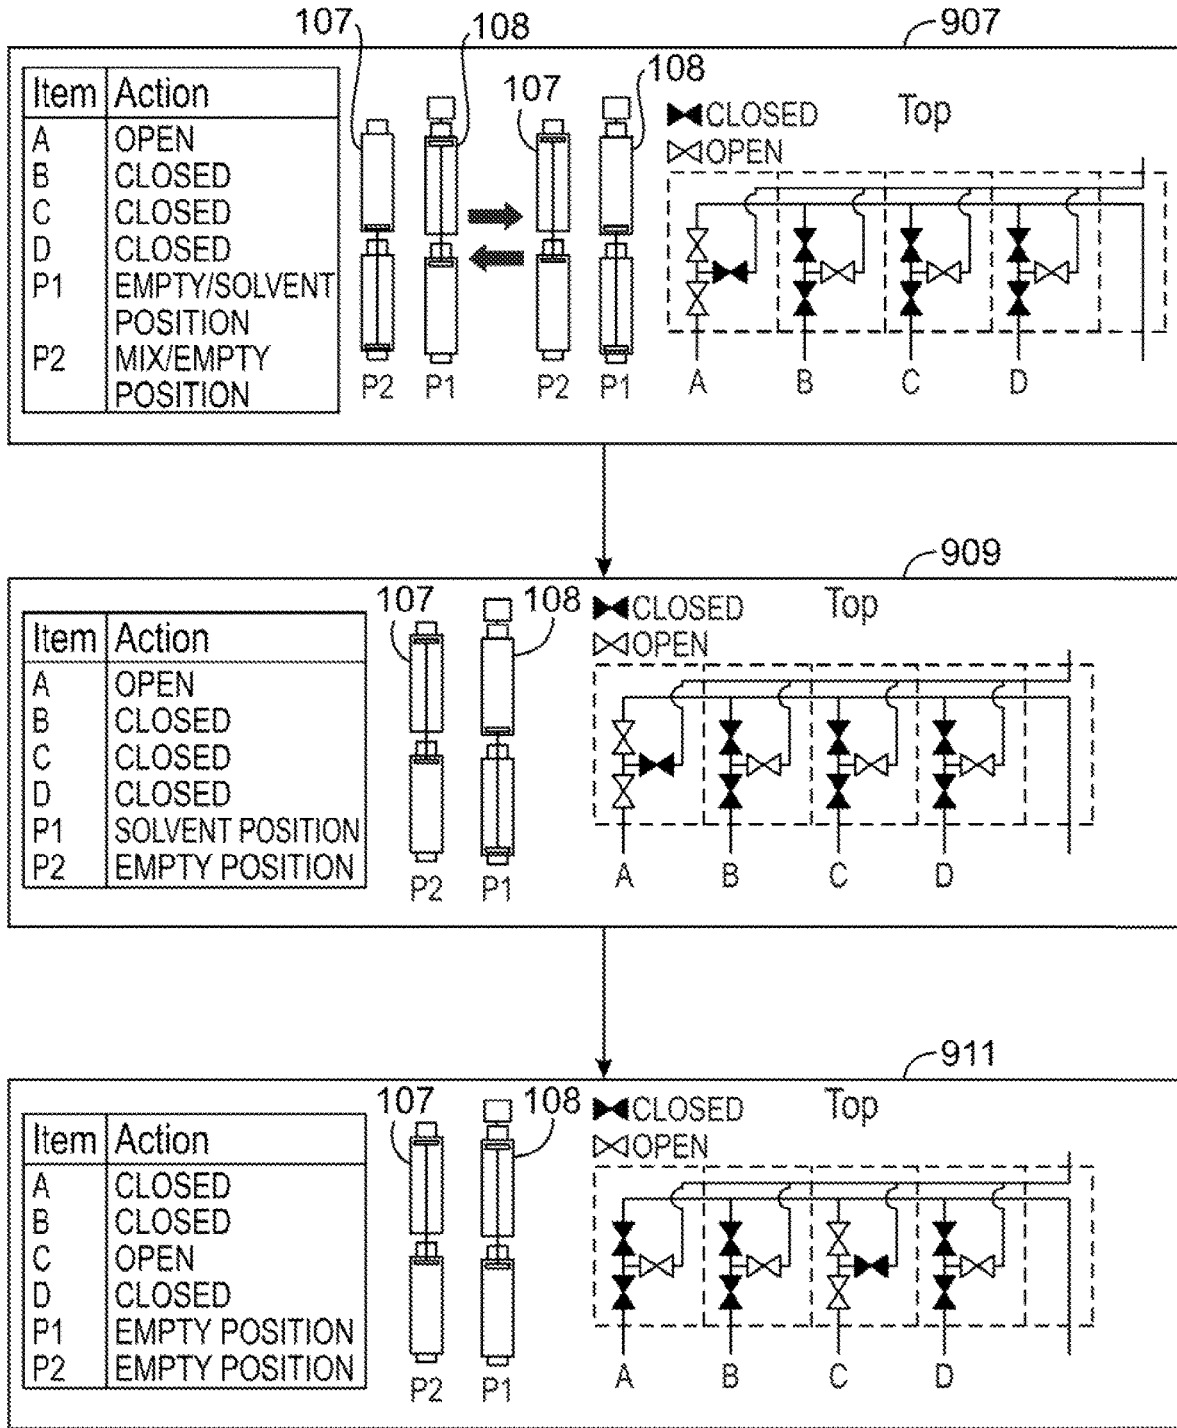 107
108
907
Item Action
A OPEN
B CLOSED
C CLOSED
D CLOSED
P1 EMPTY/SOLVENT
POSITION
P2 MIX/EMPTY
POSITION
107
108
P2 P1 P2 P1
CLOSED
OPEN
Top
A B C D
909
Item Action
A OPEN
B CLOSED
C CLOSED
D CLOSED
P1 SOLVENT POSITION
P2 EMPTY POSITION
107
108
P2 P1
CLOSED
OPEN
Top
A B C D
911
Item Action
A CLOSED
B CLOSED
C OPEN
D CLOSED
P1 EMPTY POSITION
P2 EMPTY POSITION
107
108
P2 P1
CLOSED
OPEN
Top
A B C D